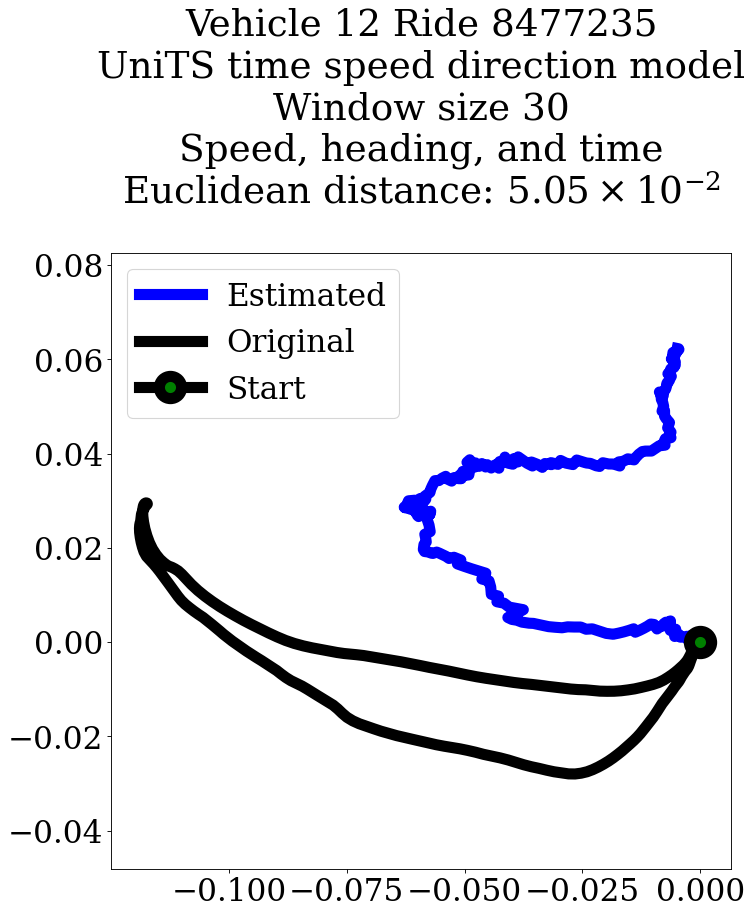 Vehicle 12 Ride 8477235
UniTS time speed direction model
Window size 30
Speed, heading, and time
Euclidean distance: 5.05 × 10⁻²
0.08
Estimated
Original
Start
0.06
0.04
0.02
0.00
−0.02
−0.04
−0.100 −0.075 −0.050 −0.025 0.000